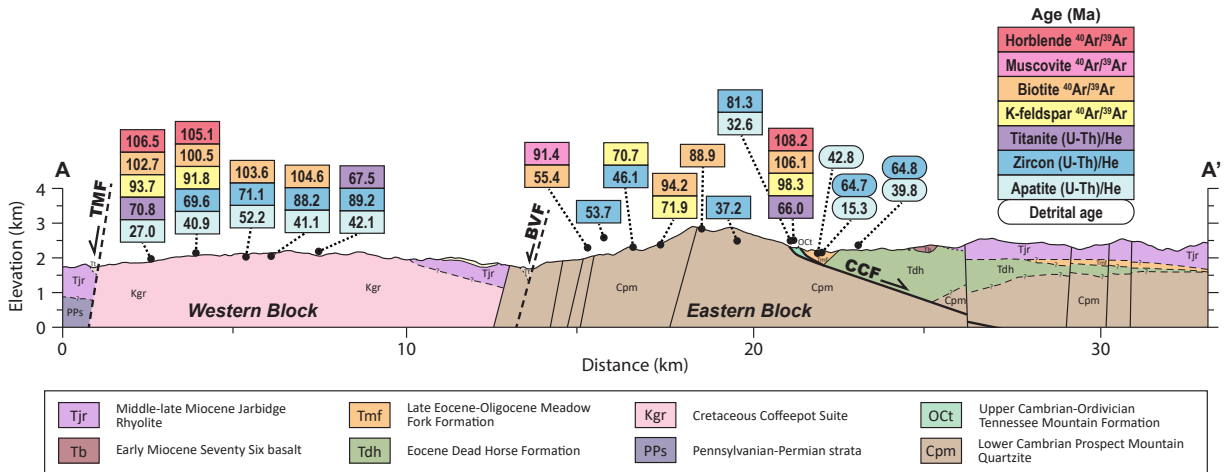 Age (Ma)
Horblende ⁴⁰Ar/³⁹Ar
Muscovite ⁴⁰Ar/³⁹Ar
Biotite ⁴⁰Ar/³⁹Ar
K-feldspar ⁴⁰Ar/³⁹Ar
Titanite (U-Th)/He
Zircon (U-Th)/He
Apatite (U-Th)/He
Detrital age
A
A'
TMF
BVF
CCF
106.5
102.7
93.7
70.8
27.0
105.1
100.5
91.8
69.6
40.9
103.6
71.1
52.2
104.6
88.2
41.1
67.5
89.2
42.1
91.4
55.4
53.7
70.7
46.1
94.2
71.9
88.9
37.2
81.3
32.6
108.2
106.1
98.3
66.0
42.8
64.7
15.3
64.8
39.8
Elevation (km)
4
3
2
1
0
Tjr
PPs
Kgr
Western Block
Kgr
Tjr
Cpm
Eastern Block
Cpm
OCt
Tdh
Cpm
Tdh
Tjr
Cpm
Tjr
Cpm
0
10
20
30
Distance (km)
Tjr
Middle-late Miocene Jarbidge
Rhyolite
Tb
Early Miocene Seventy Six basalt
Tmf
Late Eocene-Oligocene Meadow
Fork Formation
Tdh
Eocene Dead Horse Formation
Kgr
Cretaceous Coffeepot Suite
PPs
Pennsylvanian-Permian strata
OCt
Upper Cambrian-Ordivician
Tennessee Mountain Formation
Cpm
Lower Cambrian Prospect Mountain
Quartzite